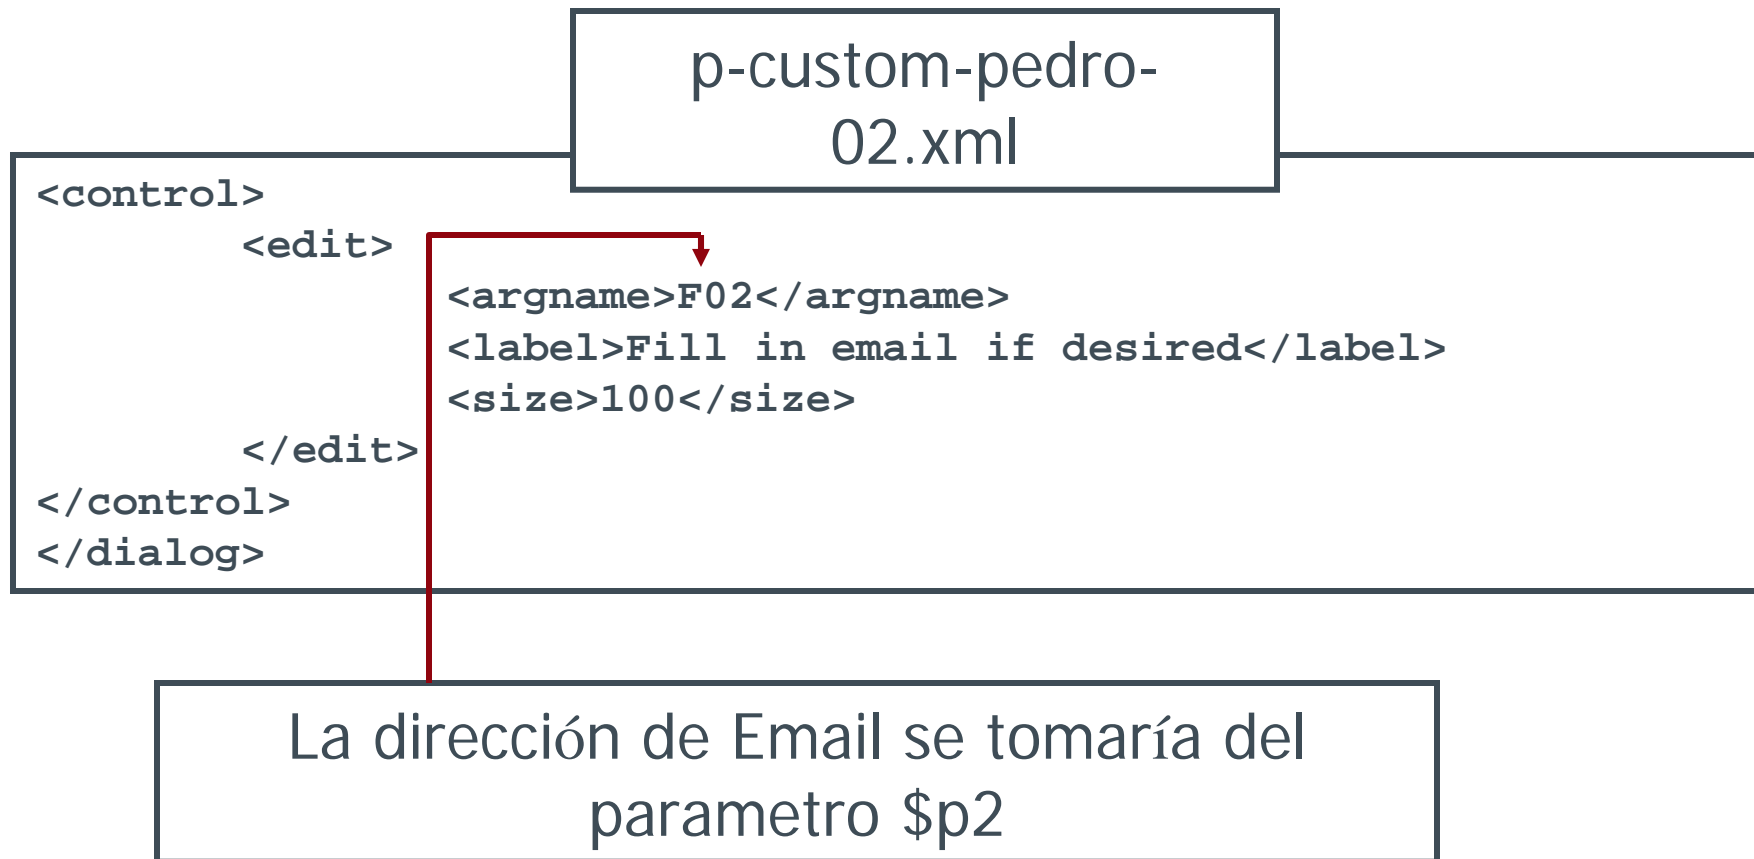 p-custom-pedro-
02.xml
<control>
<edit>
<argname>F02</argname>
<label>Fill in email if desired</label>
<size>100</size>
</edit>
</control>
</dialog>
La dirección de Email se tomaría del
parametro $p2